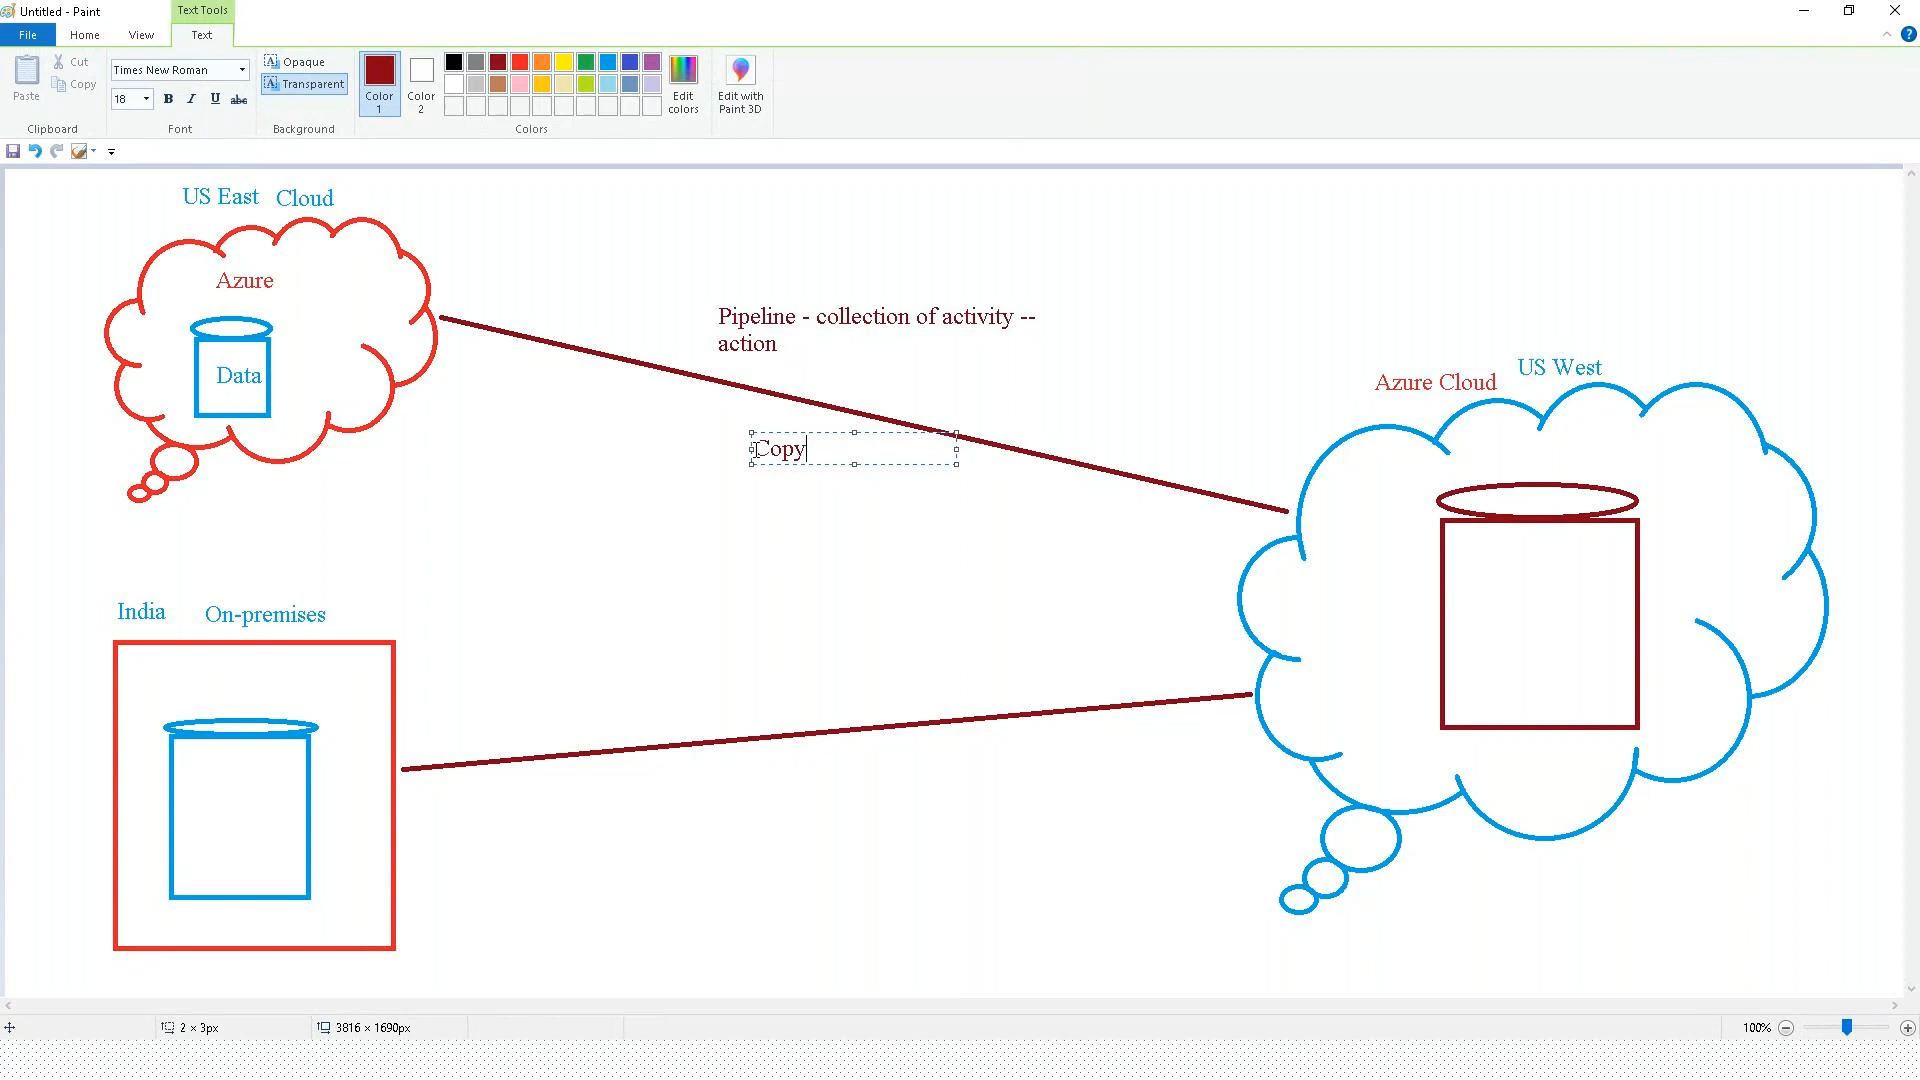 Untitled - Paint
Text Tools
File
Home
View
Text
Paste
Cut
Copy
Clipboard
Times New Roman
18
B I U abc
Font
Opaque
Transparent
Background
Color 1
Color 2
Colors
Edit colors
Edit with Paint 3D
US East Cloud
Azure
Data
Pipeline - collection of activity --
action
Copy
Azure Cloud
US West
India
On-premises
2 × 3px
3816 × 1690px
100%